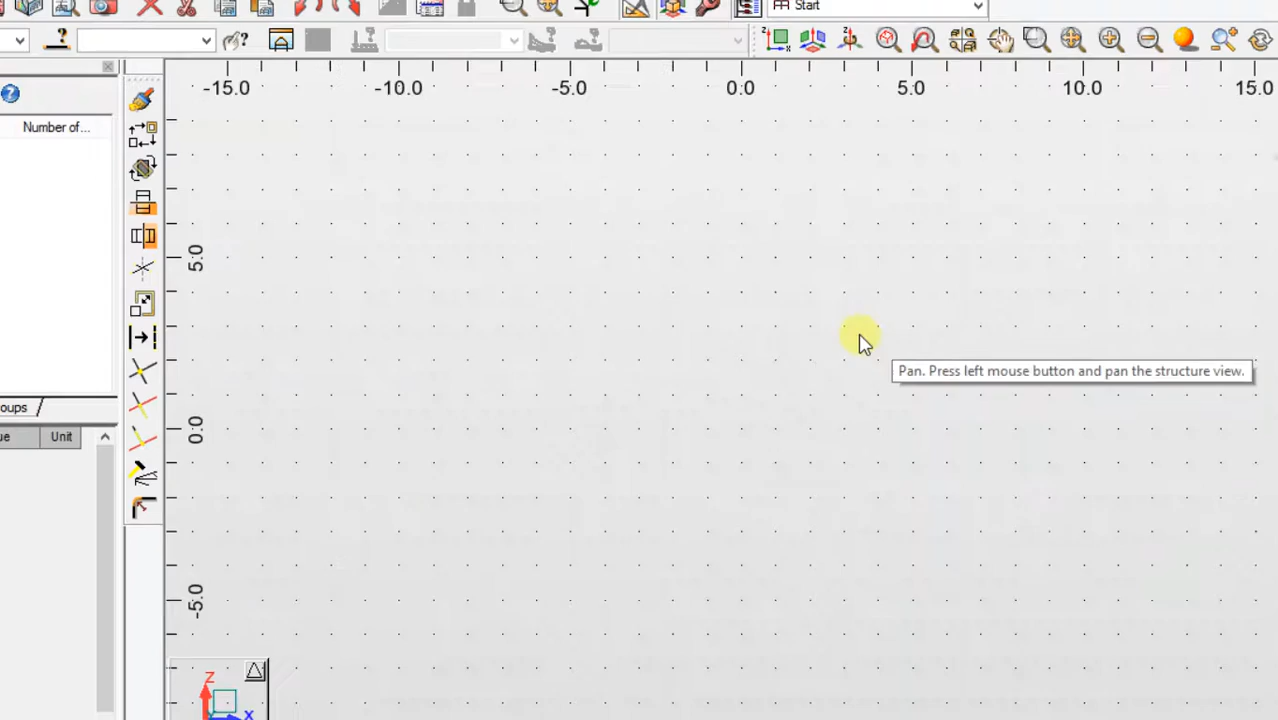 Start
-15.0 -10.0 -5.0 0.0 5.0 10.0 15.0
Number of...
5.0
Pan. Press left mouse button and pan the structure view.
oups
0.0
ue Unit
-5.0
Z
X